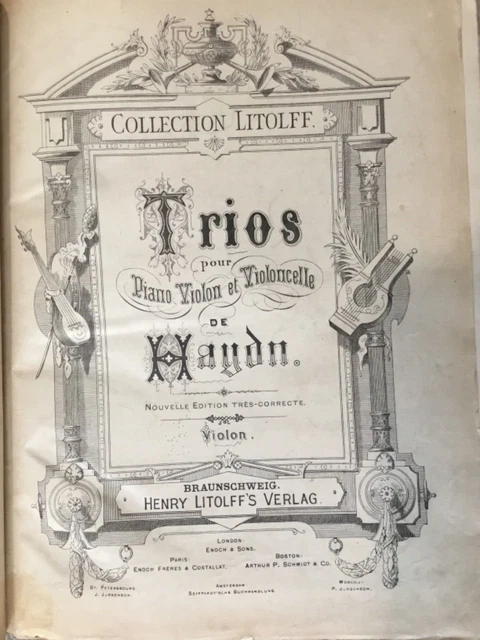 COLLECTION LITOLFF.
Trios
pour
Piano Violon et Violoncelle
DE
Haydn.
NOUVELLE EDITION TRÈS-CORRECTE.
Violon.
BRAUNSCHWEIG.
HENRY LITOLFF'S VERLAG.
LONDON:
ENOCH & SONS.
PARIS:
ENOCH FRÈRES & COSTALLAT.
BOSTON:
ARTHUR P. SCHMIDT & CO.
ST. PETERSBOURG:
J. JURGENSON.
AMSTERDAM:
SEYFFARDT'SCHE BUCHHANDLUNG.
MOSCOU:
P. JURGENSON.